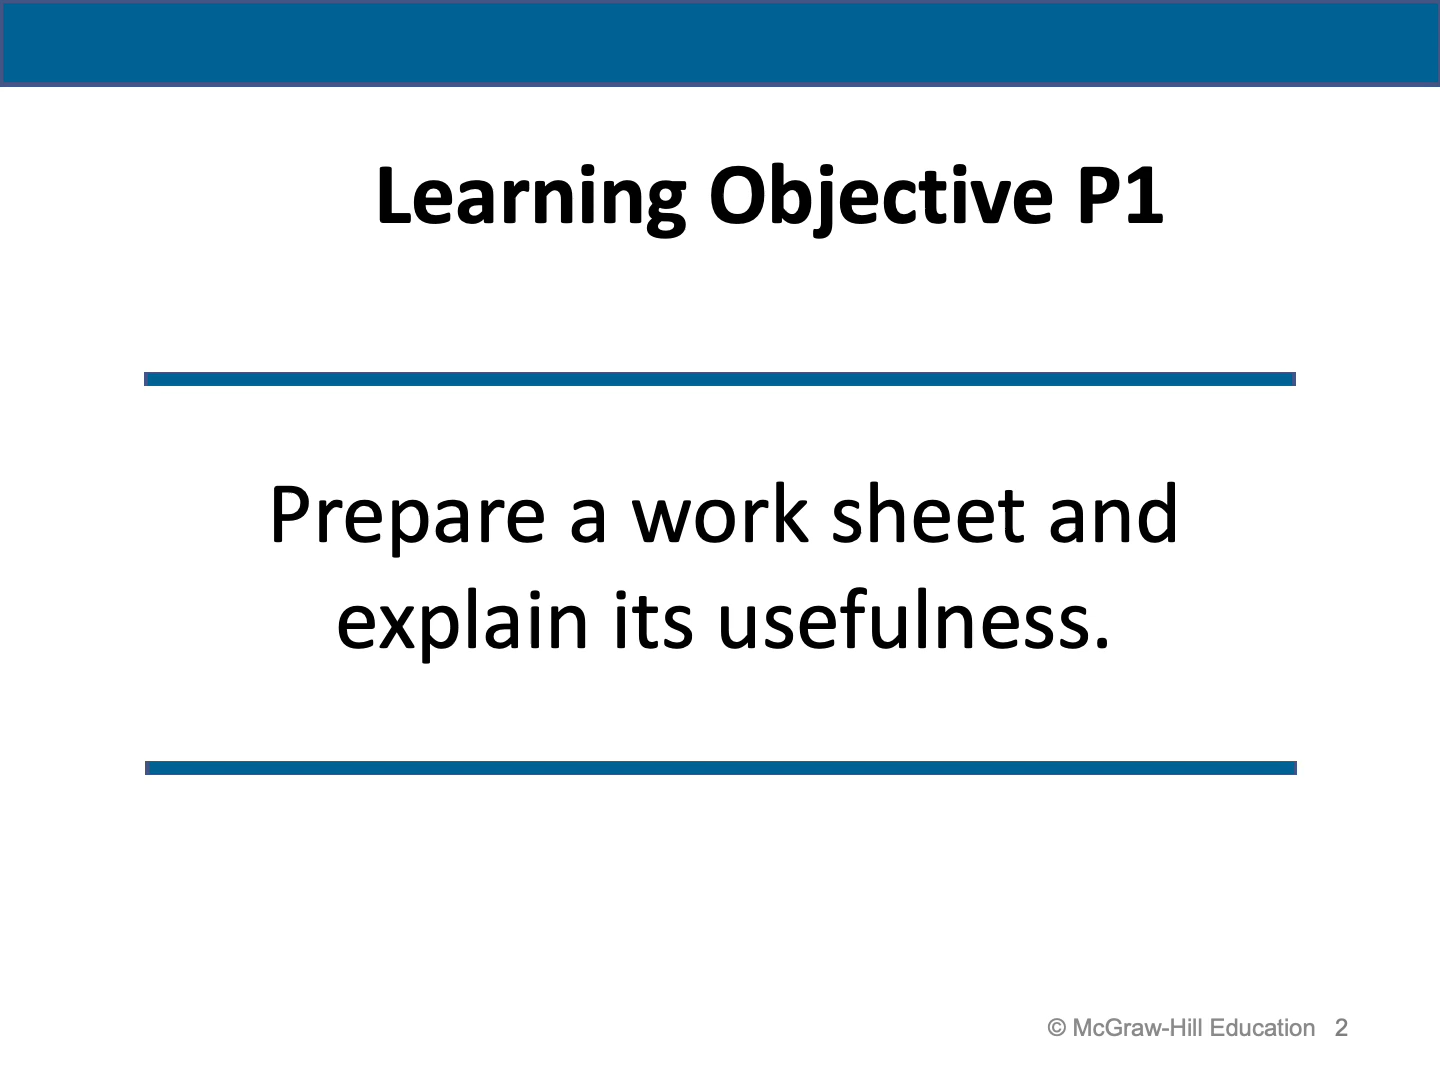 Learning Objective P1
Prepare a work sheet and
explain its usefulness.
© McGraw-Hill Education 2